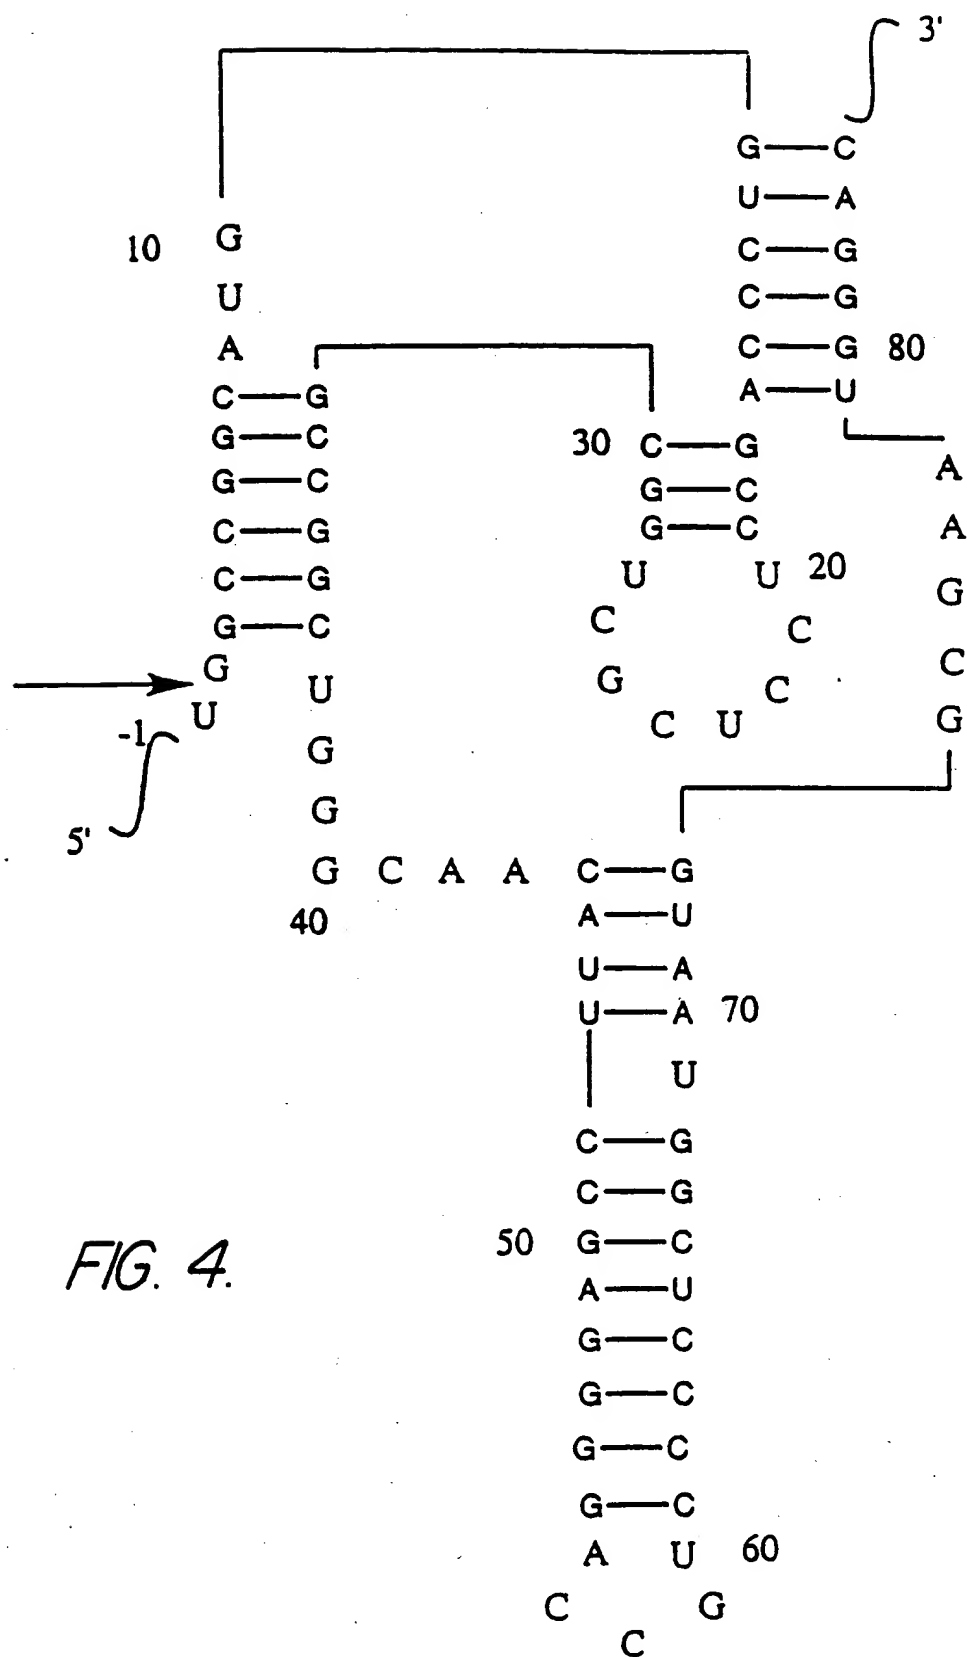 3'
G C
U A
10 G
C G
U
C G
A
C G 80
C G
A U
G C
30 C G
A
G C
G C
A
C G
G C
U U 20
G
C G
C C
G C
C
G
G C
U
U
C U
G
-1
G
5'
G
G C A A C G
40
A U
U A
U A 70
U
C G
C G
50 G C
FIG. 4.
A U
G C
G C
G C
G C
A U 60
C G
C